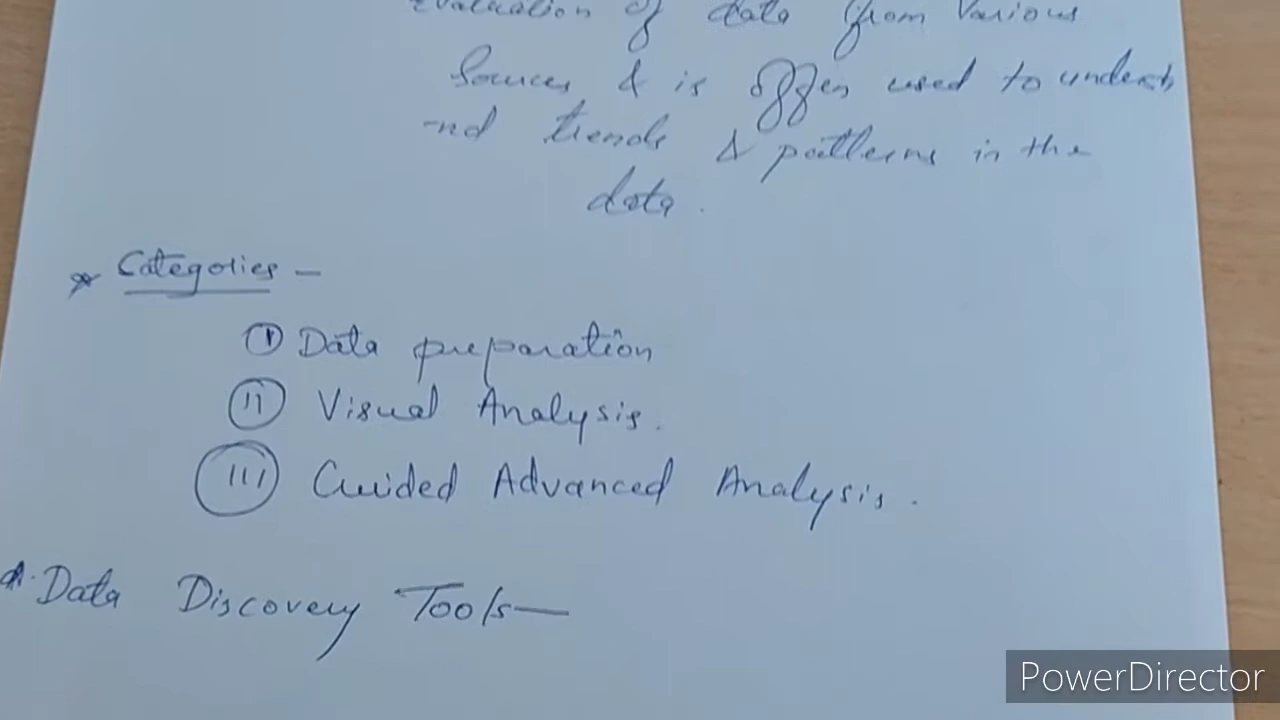 evaluation of data from various
Sources & is often used to underst
-nd trends & patterns in the
data.
* Categories -
(i) Data preparation
(ii) Visual Analysis.
(iii) Guided Advanced Analysis.
* Data Discovery Tools-
PowerDirector